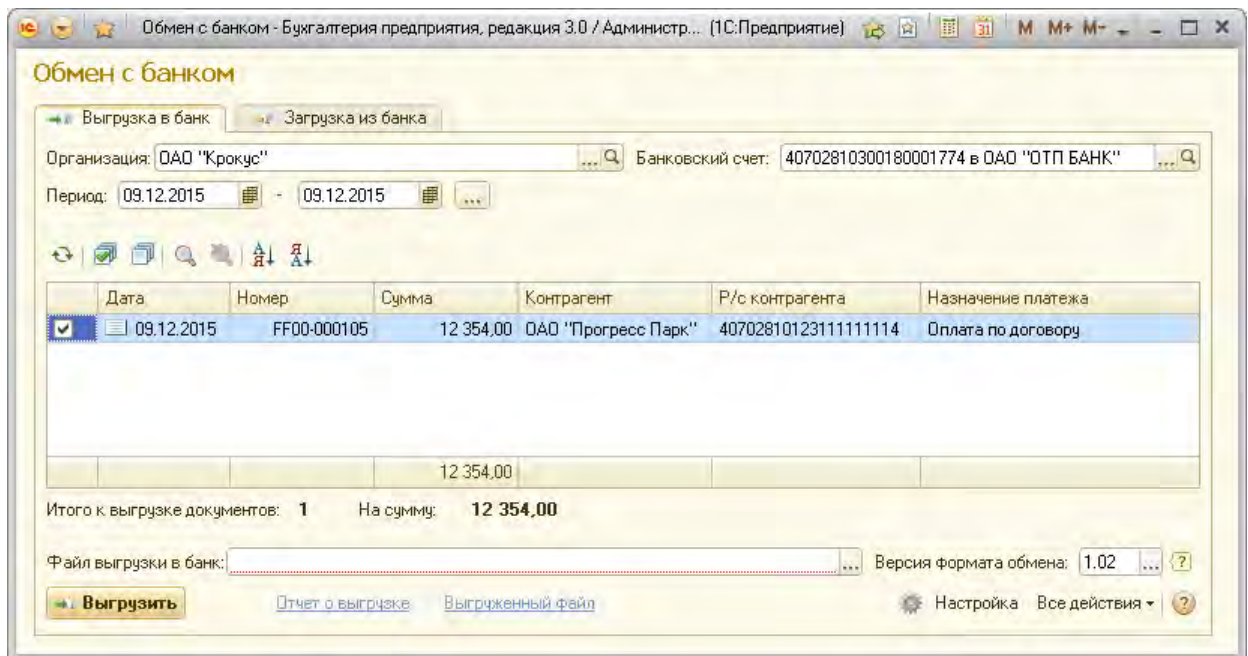 Обмен с банком - Бухгалтерия предприятия, редакция 3.0 / Администр... (1С:Предприятие) 31 M M+ M-
Обмен с банком
Выгрузка в банк Загрузка из банка
Организация: ОАО "Крокус" ... Банковский счет: 40702810300180001774 в ОАО "ОТП БАНК" ...
Период: 09.12.2015 - 09.12.2015 ...
Дата Номер Сумма Контрагент Р/с контрагента Назначение платежа
09.12.2015 FF00-000105 12 354,00 ОАО "Прогресс Парк" 40702810123111111114 Оплата по договору
12 354,00
Итого к выгрузке документов: 1 На сумму: 12 354,00
Файл выгрузки в банк: ... Версия формата обмена: 1.02 ... ?
Выгрузить Отчет о выгрузке Выгруженный файл Настройка Все действия ?